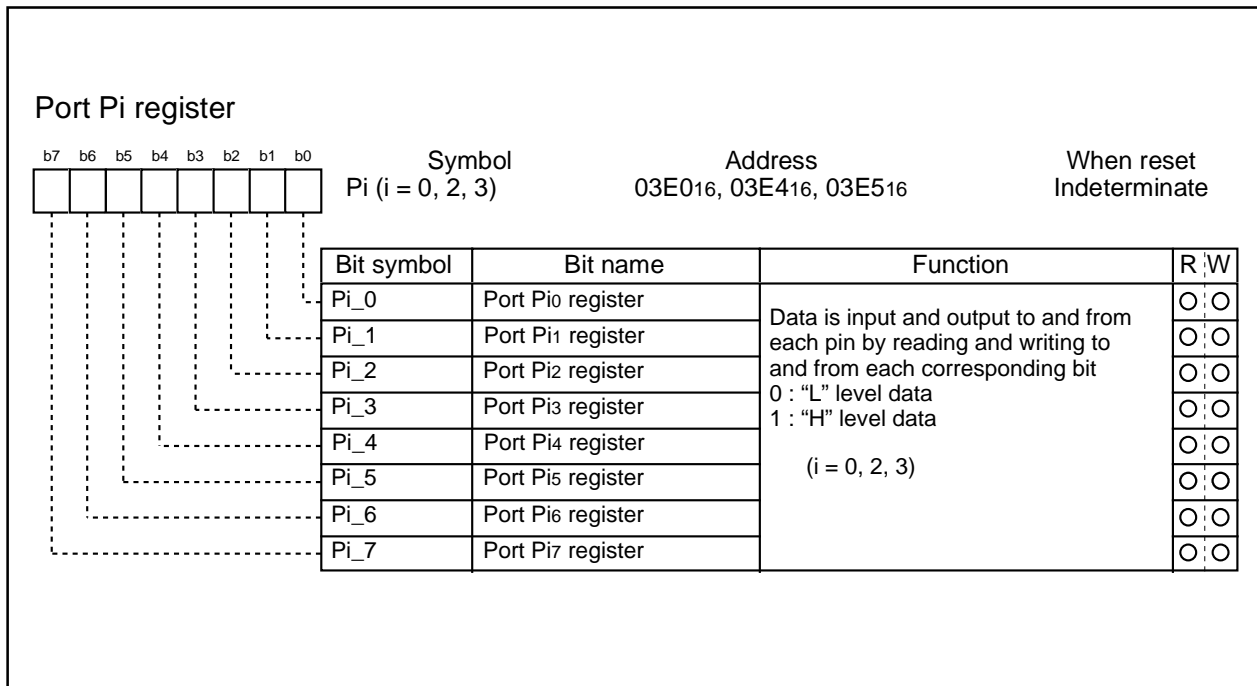 Port Pi register
b7 b6 b5 b4 b3 b2 b1 b0
Symbol Address When reset
Pi (i = 0, 2, 3) 03E016, 03E416, 03E516 Indeterminate
Bit symbol Bit name Function R W
Pi_0 Port Pi0 register
Pi_1 Port Pi1 register
Pi_2 Port Pi2 register
Pi_3 Port Pi3 register
Pi_4 Port Pi4 register
Pi_5 Port Pi5 register
Pi_6 Port Pi6 register
Pi_7 Port Pi7 register
Data is input and output to and from
each pin by reading and writing to
and from each corresponding bit
0 : “L” level data
1 : “H” level data
(i = 0, 2, 3)